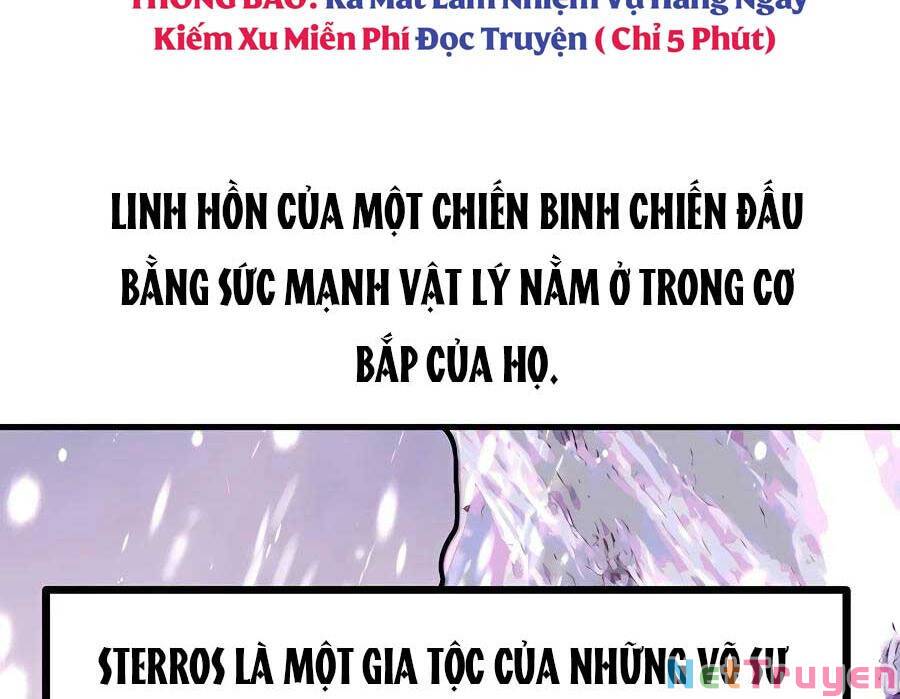 THÔNG BÁO: Ra Mắt Làm Nhiệm Vụ Hàng Ngày
Kiếm Xu Miễn Phí Đọc Truyện ( Chỉ 5 Phút)
LINH HỒN CỦA MỘT CHIẾN BINH CHIẾN ĐẤU
BẰNG SỨC MẠNH VẬT LÝ NẰM Ở TRONG CƠ
BẮP CỦA HỌ.
STERROS LÀ MỘT GIA TỘC CỦA NHỮNG VÕ SƯ
NetTruyen